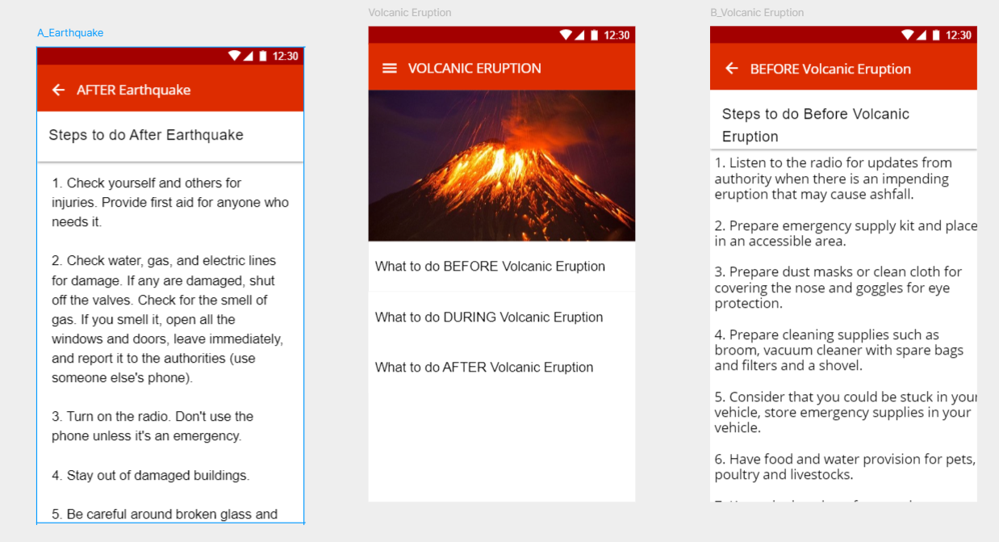 A_Earthquake
12:30
AFTER Earthquake
Steps to do After Earthquake
1. Check yourself and others for
injuries. Provide first aid for anyone who
needs it.
2. Check water, gas, and electric lines
for damage. If any are damaged, shut
off the valves. Check for the smell of
gas. If you smell it, open all the
windows and doors, leave immediately,
and report it to the authorities (use
someone else's phone).
3. Turn on the radio. Don't use the
phone unless it's an emergency.
4. Stay out of damaged buildings.
5. Be careful around broken glass and
Volcanic Eruption
12:30
VOLCANIC ERUPTION
What to do BEFORE Volcanic Eruption
What to do DURING Volcanic Eruption
What to do AFTER Volcanic Eruption
B_Volcanic Eruption
12:30
BEFORE Volcanic Eruption
Steps to do Before Volcanic
Eruption
1. Listen to the radio for updates from
authority when there is an impending
eruption that may cause ashfall.
2. Prepare emergency supply kit and place
in an accessible area.
3. Prepare dust masks or clean cloth for
covering the nose and goggles for eye
protection.
4. Prepare cleaning supplies such as
broom, vacuum cleaner with spare bags
and filters and a shovel.
5. Consider that you could be stuck in your
vehicle, store emergency supplies in your
vehicle.
6. Have food and water provision for pets,
poultry and livestocks.